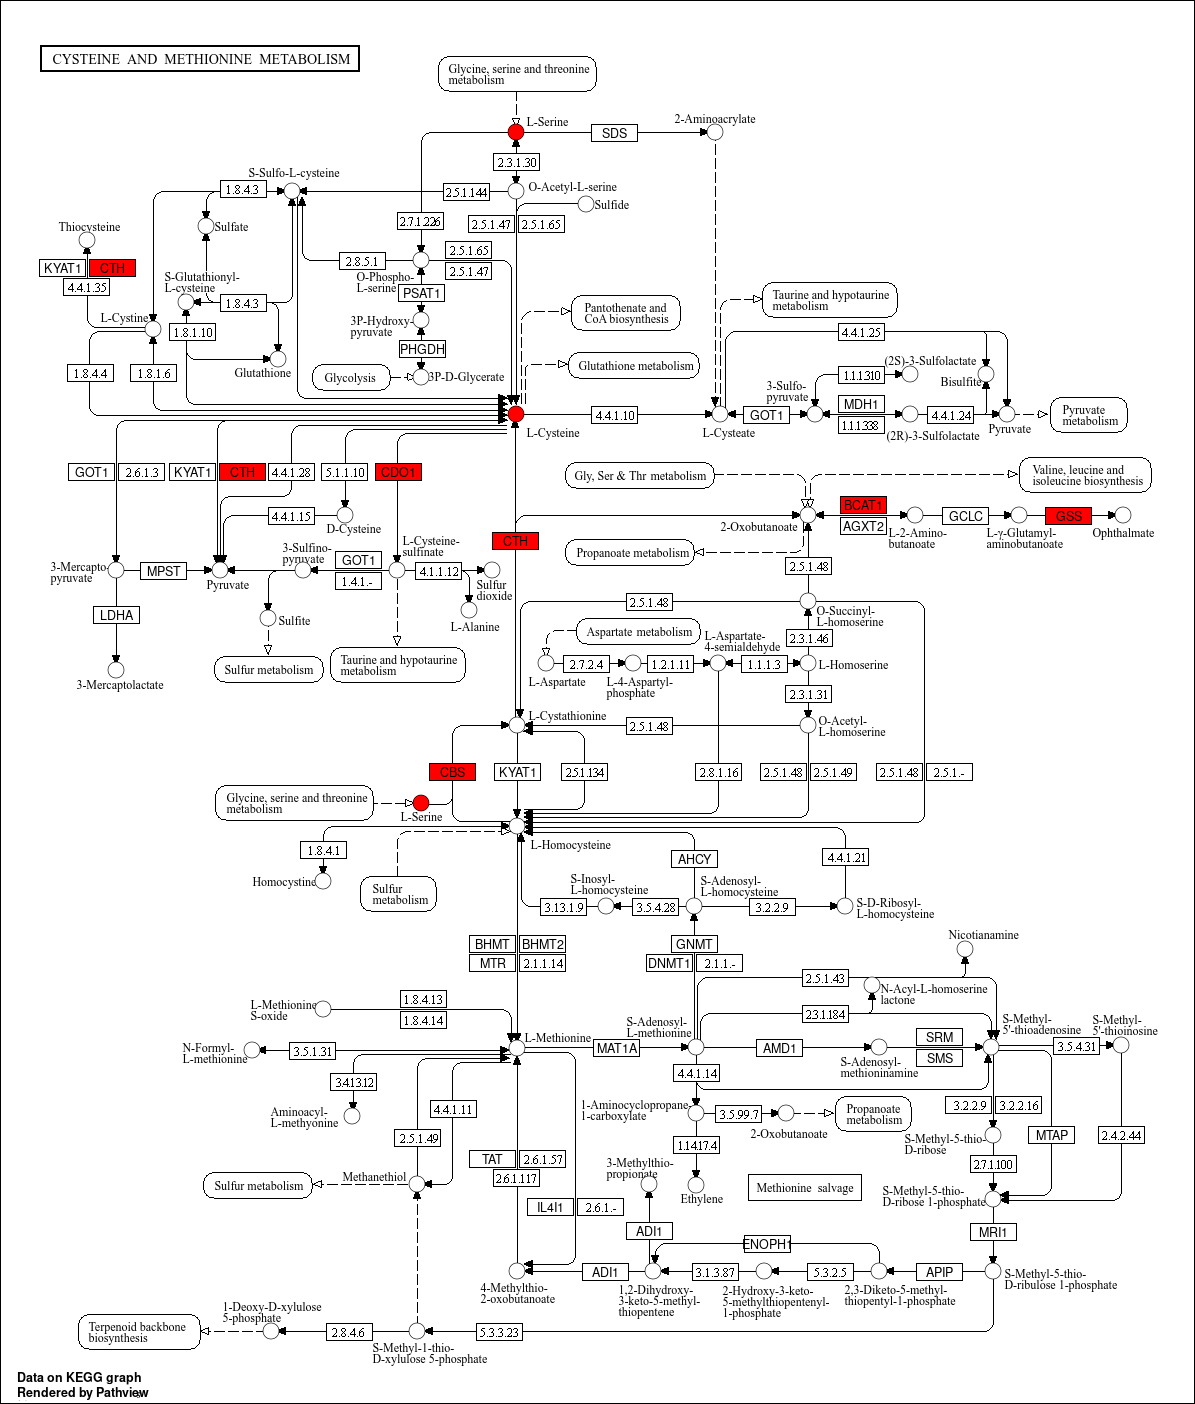 CYSTEINE AND METHIONINE METABOLISM
Glycine, serine and threonine
metabolism
L-Serine
SDS
2-Aminoacrylate
2.3.1.30
S-Sulfo-L-cysteine
1.8.4.3
2.5.1.144
O-Acetyl-L-serine
Sulfide
Thiocysteine
Sulfate
2.7.1.226
2.5.1.47
2.5.1.65
KYAT1
CTH
4.4.1.35
S-Glutathionyl-
L-cysteine
2.8.5.1
2.5.1.65
2.5.1.47
O-Phospho-
L-serine
PSAT1
1.8.4.3
Pantothenate and
CoA biosynthesis
Taurine and hypotaurine
metabolism
L-Cystine
1.8.1.10
3P-Hydroxy-
pyruvate
4.4.1.25
PHGDH
1.8.4.4
1.8.1.6
Glutathione
Glycolysis
3P-D-Glycerate
Glutathione metabolism
(2S)-3-Sulfolactate
1.1.1.310
Bisulfite
3-Sulfo-
pyruvate
L-Cysteine
4.4.1.10
L-Cysteate
GOT1
MDH1
1.1.1.338
(2R)-3-Sulfolactate
4.4.1.24
Pyruvate
Pyruvate
metabolism
GOT1
2.6.1.3
KYAT1
CTH
4.4.1.28
5.1.1.10
CDO1
Gly, Ser & Thr metabolism
Valine, leucine and
isoleucine biosynthesis
4.4.1.15
D-Cysteine
2-Oxobutanoate
BCAT1
AGXT2
L-2-Amino-
butanoate
GCLC
L-γ-Glutamyl-
aminobutanoate
GSS
Ophthalmate
CTH
Propanoate metabolism
3-Mercapto-
pyruvate
MPST
Pyruvate
3-Sulfino-
pyruvate
GOT1
1.4.1.-
L-Cysteine-
sulfinate
4.1.1.12
Sulfur
dioxide
2.5.1.48
LDHA
Sulfite
L-Alanine
2.5.1.48
O-Succinyl-
L-homoserine
Aspartate metabolism
L-Aspartate-
4-semialdehyde
2.3.1.46
Sulfur metabolism
Taurine and hypotaurine
metabolism
3-Mercaptolactate
L-Aspartate
2.7.2.4
L-4-Aspartyl-
phosphate
1.2.1.11
1.1.1.3
L-Homoserine
2.3.1.31
L-Cystathionine
2.5.1.48
O-Acetyl-
L-homoserine
CBS
KYAT1
2.5.1.134
2.8.1.16
2.5.1.48
2.5.1.49
2.5.1.48
2.5.1.-
Glycine, serine and threonine
metabolism
L-Serine
L-Homocysteine
1.8.4.1
Homocystine
Sulfur
metabolism
AHCY
4.4.1.21
S-Inosyl-
L-homocysteine
S-Adenosyl-
L-homocysteine
3.13.1.9
3.5.4.28
3.2.2.9
S-D-Ribosyl-
L-homocysteine
BHMT
BHMT2
MTR
2.1.1.14
GNMT
DNMT1
2.1.1.-
Nicotianamine
2.5.1.43
N-Acyl-L-homoserine
lactone
L-Methionine
S-oxide
1.8.4.13
1.8.4.14
2.3.1.184
L-Methionine
S-Adenosyl-
L-methionine
S-Methyl-
5'-thioadenosine
S-Methyl-
5'-thioinosine
N-Formyl-
L-methionine
3.5.1.31
MAT1A
AMD1
S-Adenosyl-
methioninamine
SRM
SMS
3.5.4.31
3.4.13.12
4.4.1.14
Aminoacyl-
L-methyonine
4.4.1.11
1-Aminocyclopropane-
1-carboxylate
3.5.99.7
2-Oxobutanoate
Propanoate
metabolism
3.2.2.9
3.2.2.16
2.5.1.49
1.14.17.4
S-Methyl-5-thio-
D-ribose
MTAP
2.4.2.44
TAT
2.6.1.57
2.6.1.117
2.7.1.100
Sulfur metabolism
Methanethiol
3-Methylthio-
propionate
Ethylene
Methionine salvage
S-Methyl-5-thio-
D-ribose 1-phosphate
IL4I1
2.6.1.-
ADI1
ENOPH1
MRI1
4-Methylthio-
2-oxobutanoate
ADI1
1,2-Dihydroxy-
3-keto-5-methyl-
thiopentene
3.1.3.87
2-Hydroxy-3-keto-
5-methylthiopentenyl-
1-phosphate
5.3.2.5
2,3-Diketo-5-methyl-
thiopentyl-1-phosphate
APIP
S-Methyl-5-thio-
D-ribulose 1-phosphate
Terpenoid backbone
biosynthesis
1-Deoxy-D-xylulose
5-phosphate
2.8.4.6
S-Methyl-1-thio-
D-xylulose 5-phosphate
5.3.3.23
Data on KEGG graph
Rendered by Pathview